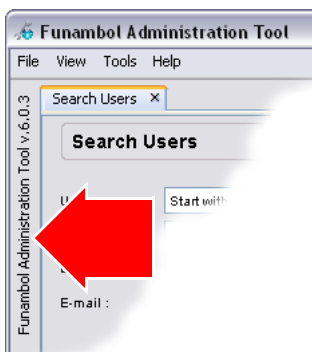 Funambol Administration Tool
File View Tools Help
Search Users ×
Funambol Administration Tool v.6.0.3
Search Users
Start with
E-mail :